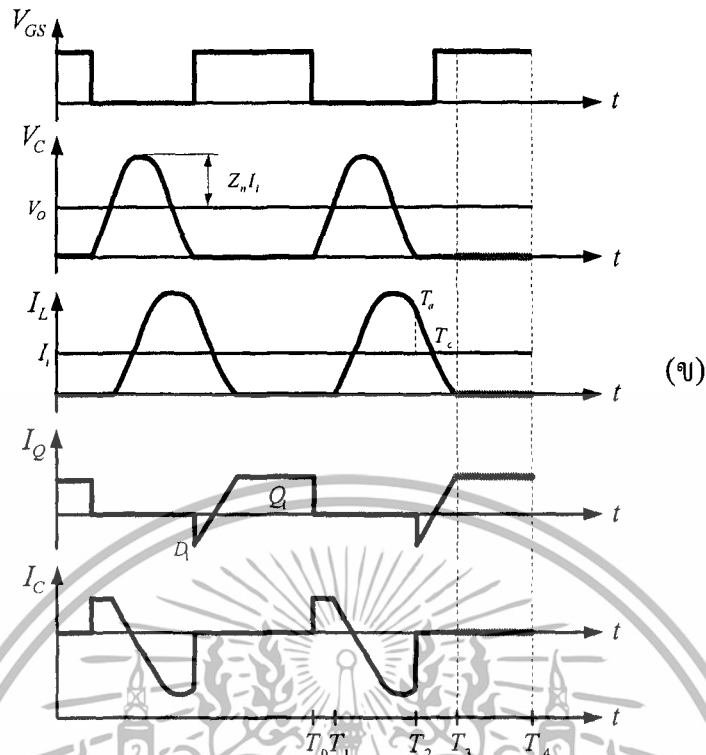 V_GS
t
V_C
Z_n I_i
V_o
t
I_L
T_a
I_i
T_c
t
(ข)
I_Q
Q_1
D_1
t
I_C
t
T_0 T_1 T_2 T_3 T_4